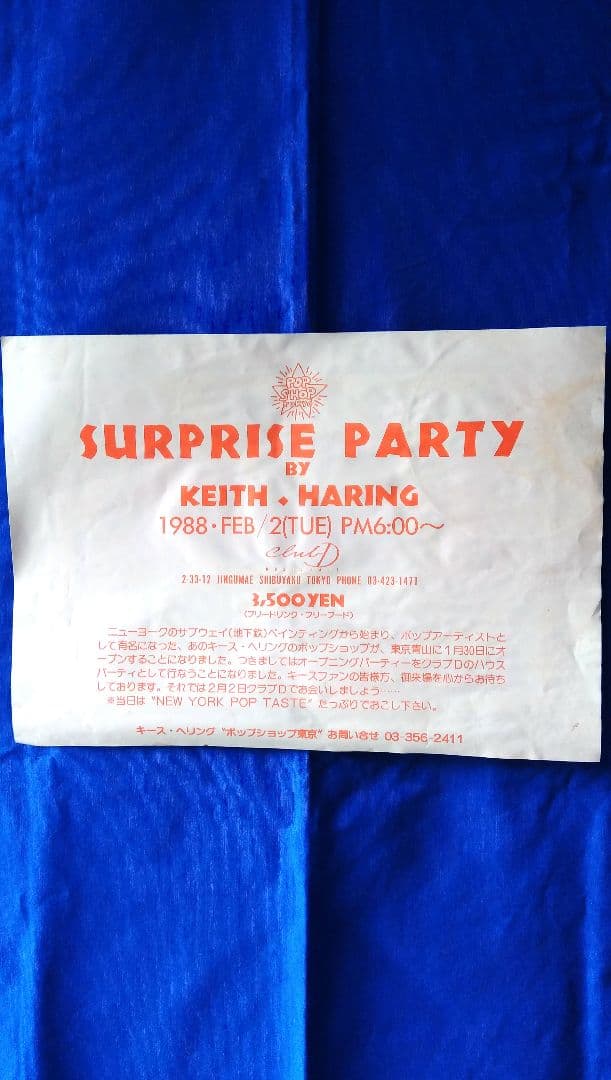 POP
SHOP
TOKYO
SURPRISE PARTY
BY
KEITH・HARING
1988・FEB/2(TUE) PM6:00〜
club D
2-33-12 JINGUMAE SHIBUYAKU TOKYO PHONE 03-423-1471
3,500YEN
(フリードリンク・フリーフード)
ニューヨークのサブウェイ(地下鉄)ペインティングから始まり、ポップアーティストと
して有名になった、あのキース・ヘリングのポップショップが、東京青山に1月30日にオ
ープンすることになりました。つきましてはオープニングパーティーをクラブDのハウス
パーティとして行なうことになりました。キースファンの皆様方、御来場を心からお待ち
しております。それでは2月2日クラブDでお会いしましょう……
※当日は"NEW YORK POP TASTE"たっぷりでおこし下さい。
キース・ヘリング"ポップショップ東京"お問い合せ 03-356-2411